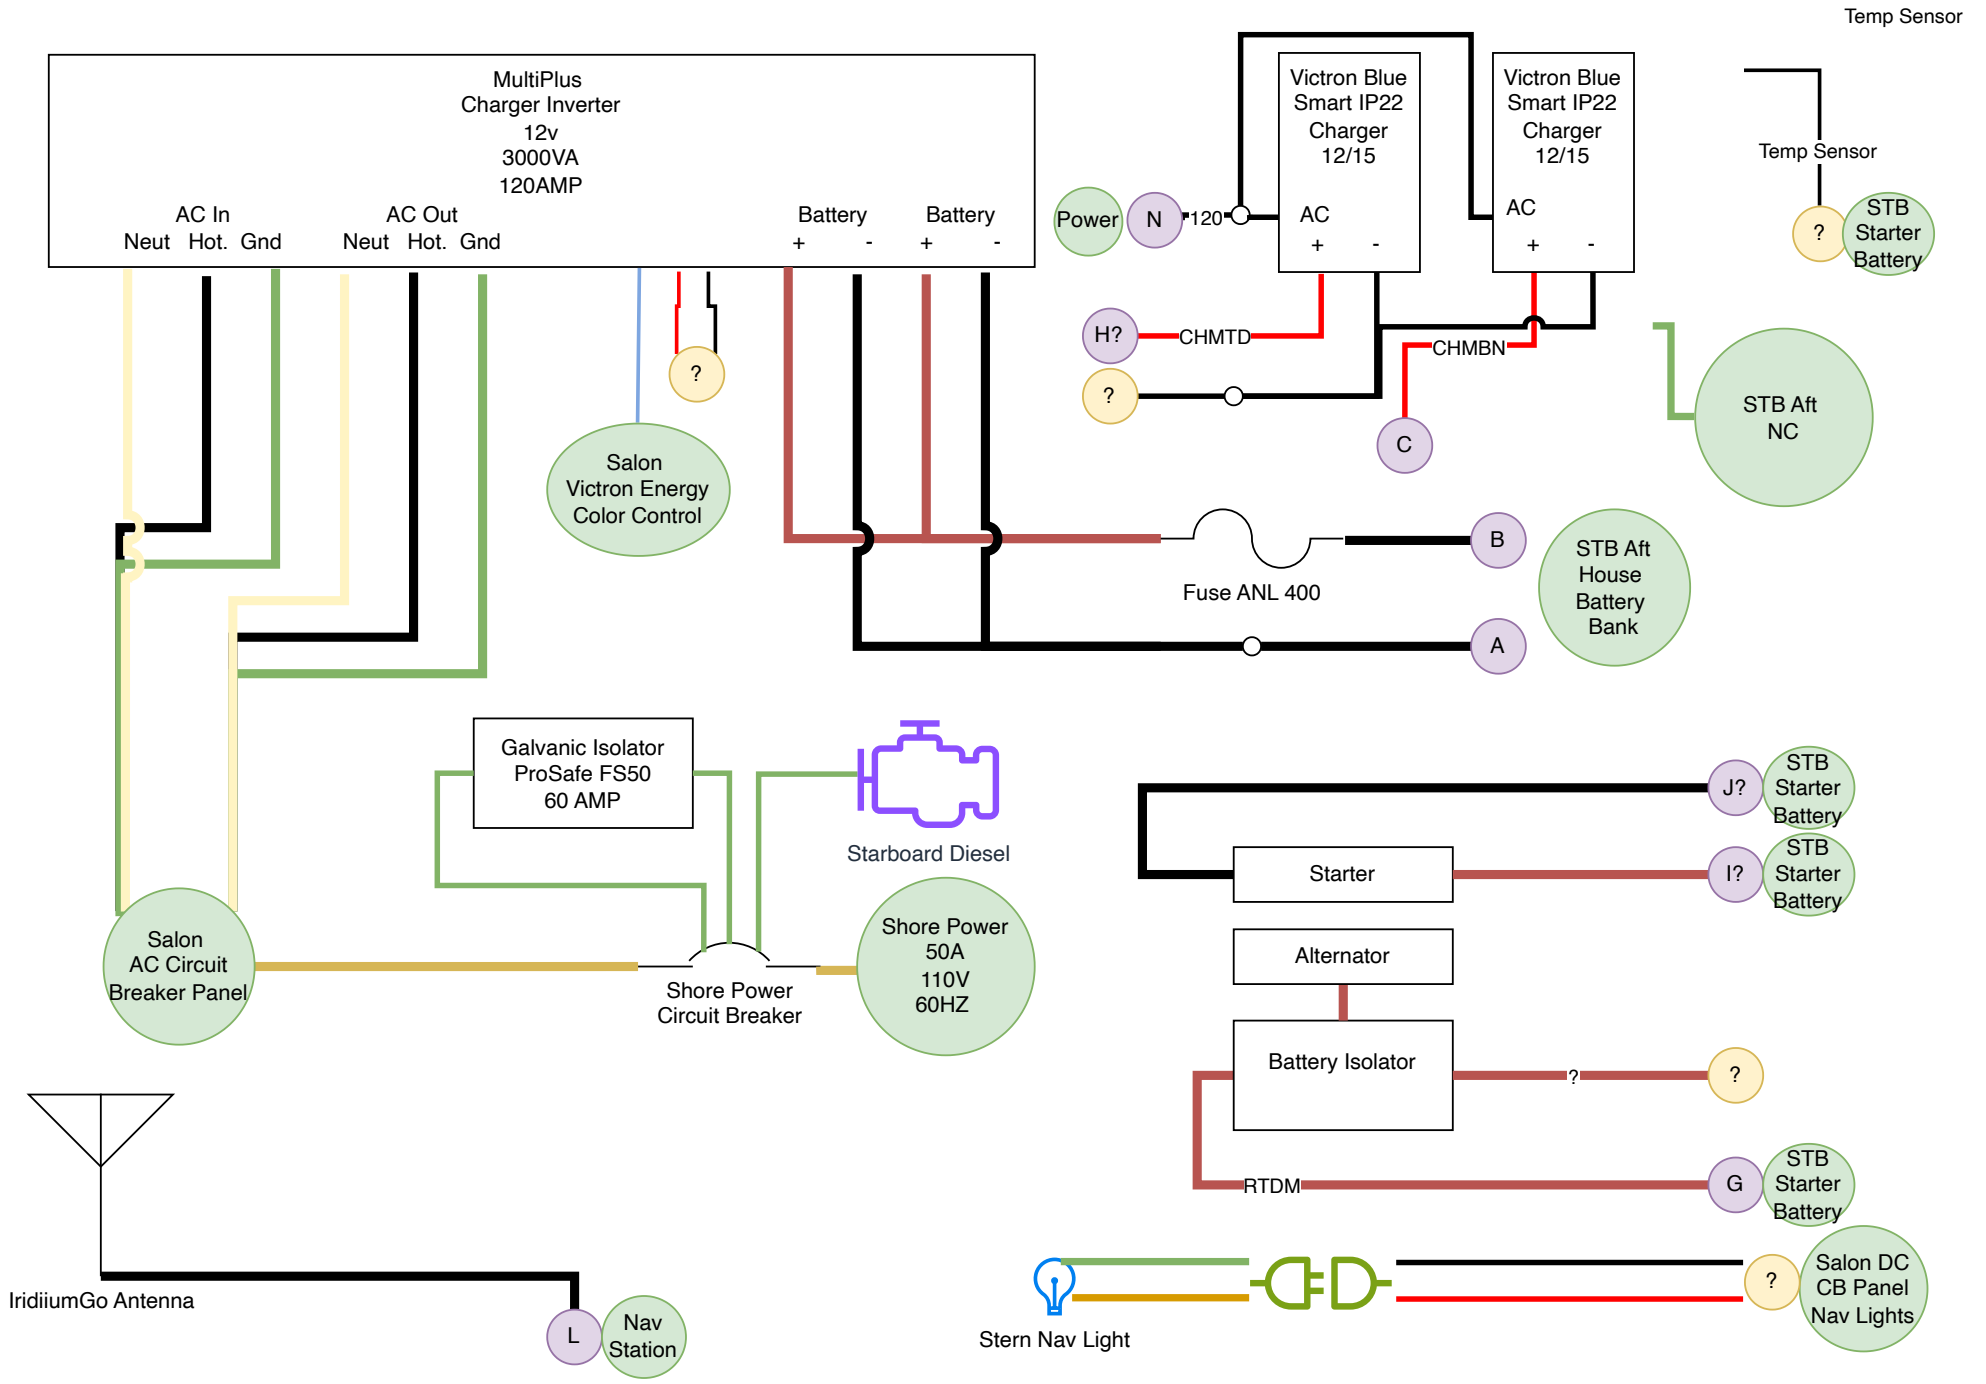 Temp Sensor
MultiPlus
Charger Inverter
12v
3000VA
120AMP
AC In
Neut Hot. Gnd
AC Out
Neut Hot. Gnd
Battery
+ -
Battery
+ -
Victron Blue
Smart IP22
Charger
12/15
AC
+ -
Victron Blue
Smart IP22
Charger
12/15
AC
+ -
Temp Sensor
?
STB
Starter
Battery
Power
N
120
H?
CHMTD
?
CHMBN
C
STB Aft
NC
?
Salon
Victron Energy
Color Control
Fuse ANL 400
B
A
STB Aft
House
Battery
Bank
Galvanic Isolator
ProSafe FS50
60 AMP
Starboard Diesel
J?
STB
Starter
Battery
Starter
I?
STB
Starter
Battery
Salon
AC Circuit
Breaker Panel
Shore Power
Circuit Breaker
Shore Power
50A
110V
60HZ
Alternator
Battery Isolator
?
?
RTDM
G
STB
Starter
Battery
IridiiumGo Antenna
L
Nav
Station
Stern Nav Light
?
Salon DC
CB Panel
Nav Lights